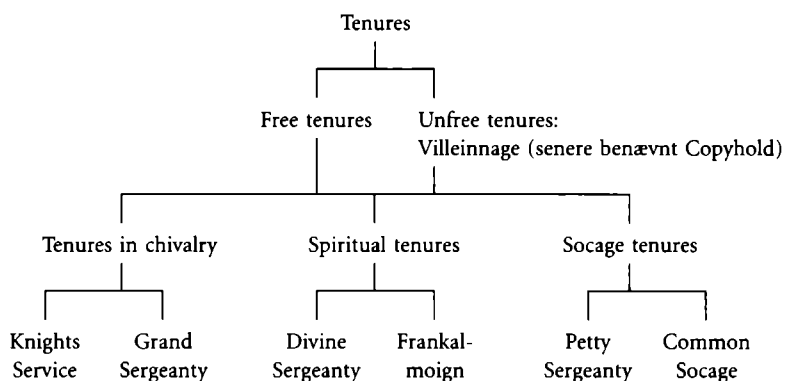 Tenures
Free tenures
Unfree tenures:
Villeinnage (senere benævnt Copyhold)
Tenures in chivalry
Spiritual tenures
Socage tenures
Knights
Service
Grand
Sergeanty
Divine
Sergeanty
Frankal-
moign
Petty
Sergeanty
Common
Socage